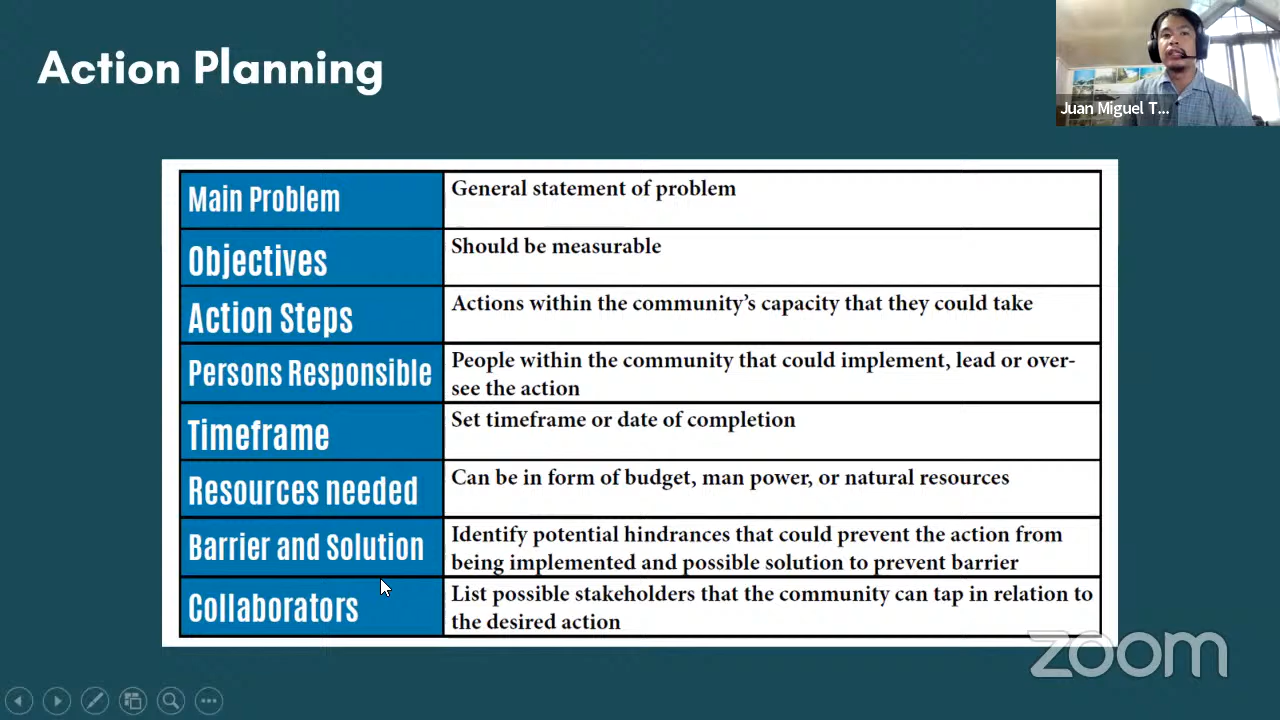 Action Planning
Juan Miguel T...
Main Problem
General statement of problem
Objectives
Should be measurable
Action Steps
Actions within the community's capacity that they could take
Persons Responsible
People within the community that could implement, lead or over-
see the action
Timeframe
Set timeframe or date of completion
Resources needed
Can be in form of budget, man power, or natural resources
Barrier and Solution
Identify potential hindrances that could prevent the action from
being implemented and possible solution to prevent barrier
Collaborators
List possible stakeholders that the community can tap in relation to
the desired action
zoom